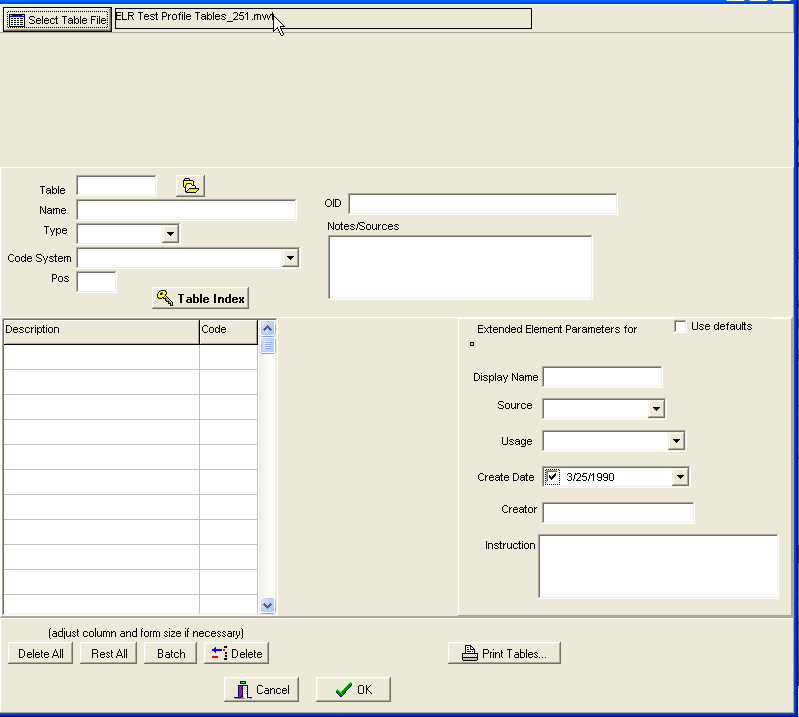 Select Table File
ELR Test Profile Tables_251.mwt
Table
Name
Type
Code System
Pos
Table Index
OID
Notes/Sources
Description Code
Extended Element Parameters for
Use defaults
Display Name
Source
Usage
Create Date 3/25/1990
Creator
Instruction
(adjust column and form size if necessary)
Delete All Rest All Batch Delete Print Tables...
Cancel OK